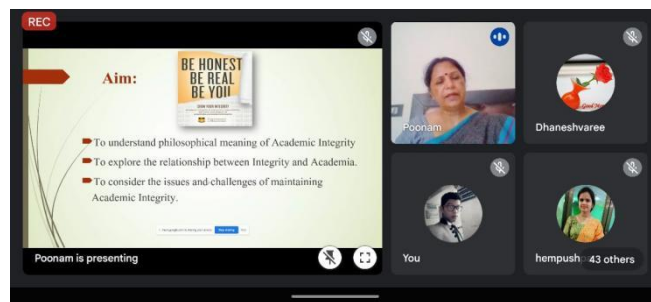 REC
Aim:
BE HONEST
BE REAL
BE YOU
To understand philosophical meaning of Academic Integrity
To explore the relationship between Integrity and Academia.
To consider the issues and challenges of maintaining
Academic Integrity.
Poonam is presenting
Poonam
Dhaneshvaree
You
hempush
43 others